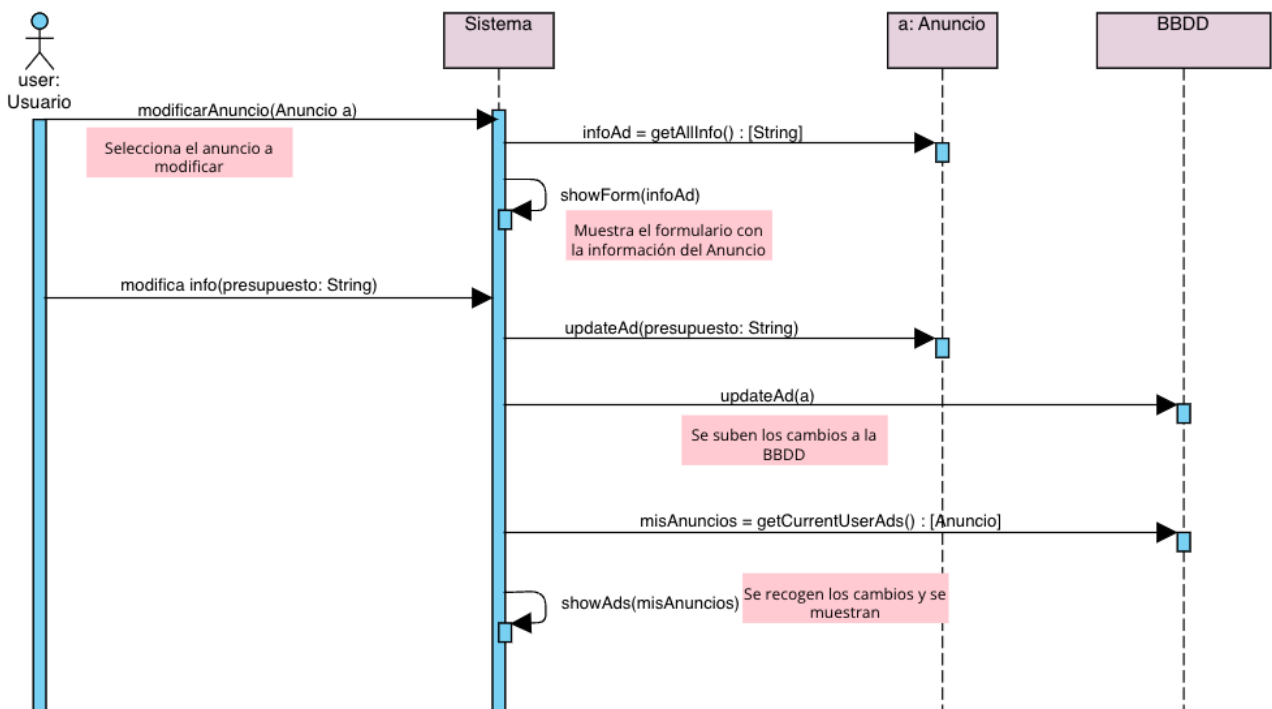 Sistema
a: Anuncio
BBDD
user:
Usuario
modificarAnuncio(Anuncio a)
Selecciona el anuncio a
modificar
infoAd = getAllInfo() : [String]
showForm(infoAd)
Muestra el formulario con
la información del Anuncio
modifica info(presupuesto: String)
updateAd(presupuesto: String)
updateAd(a)
Se suben los cambios a la
BBDD
misAnuncios = getCurrentUserAds() : [Anuncio]
showAds(misAnuncios)
Se recogen los cambios y se
muestran